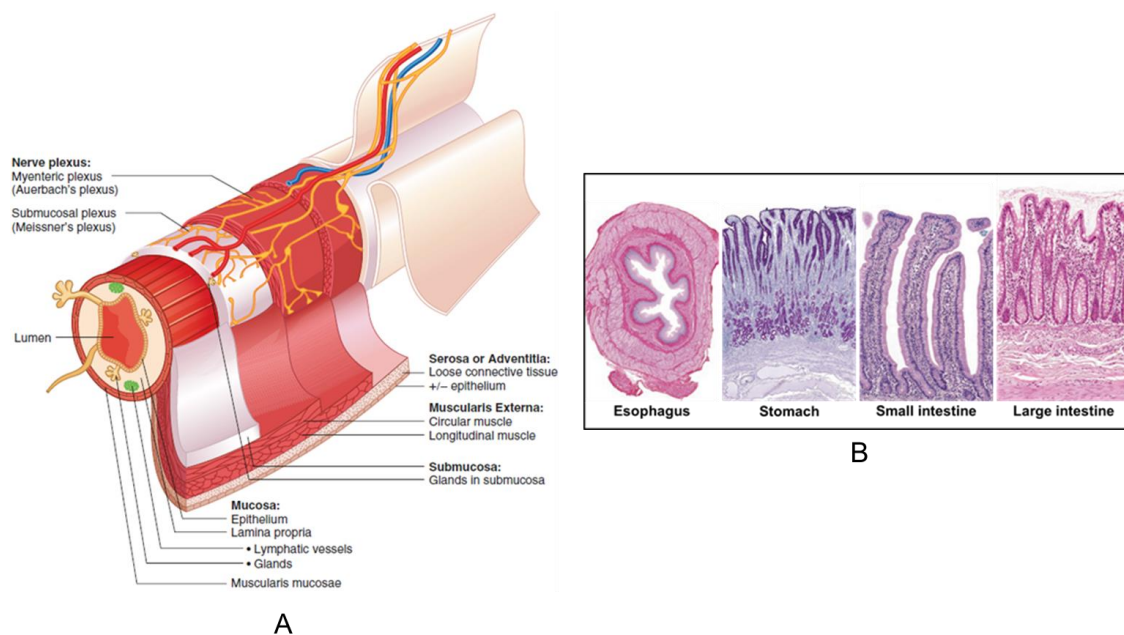 Nerve plexus:
Myenteric plexus
(Auerbach's plexus)
Submucosal plexus
(Meissner's plexus)
Lumen
Serosa or Adventitia:
Loose connective tissue
+/– epithelium
Muscularis Externa:
Circular muscle
Longitudinal muscle
Submucosa:
Glands in submucosa
Mucosa:
Epithelium
Lamina propria
• Lymphatic vessels
• Glands
Muscularis mucosae
A
Esophagus
Stomach
Small intestine
Large intestine
B